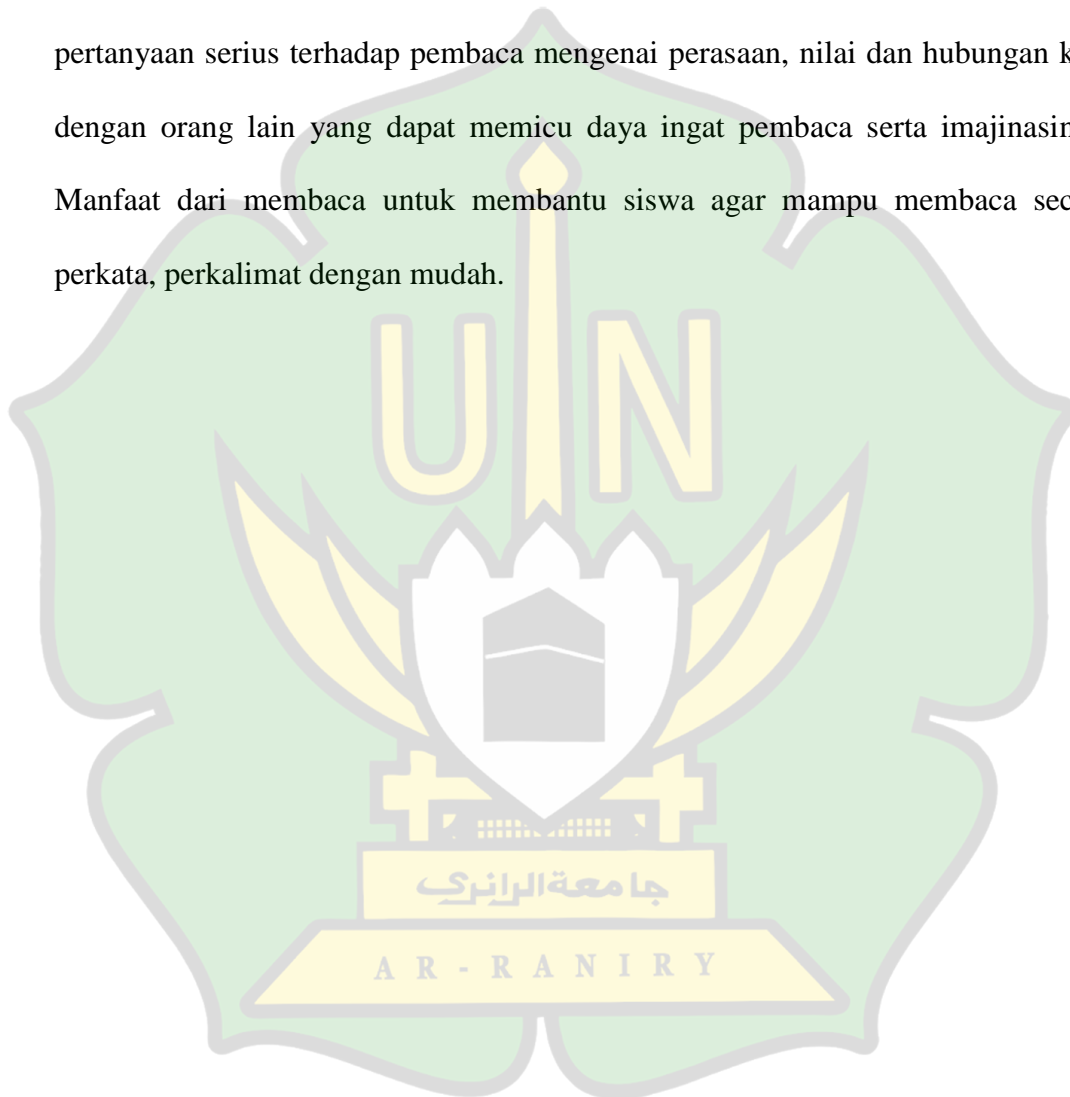 pertanyaan serius terhadap pembaca mengenai perasaan, nilai dan hubungan k
dengan orang lain yang dapat memicu daya ingat pembaca serta imajinasin
Manfaat dari membaca untuk membantu siswa agar mampu membaca sec
perkata, perkalimat dengan mudah.
UIN
جامعة الرانري
AR-RANIRY